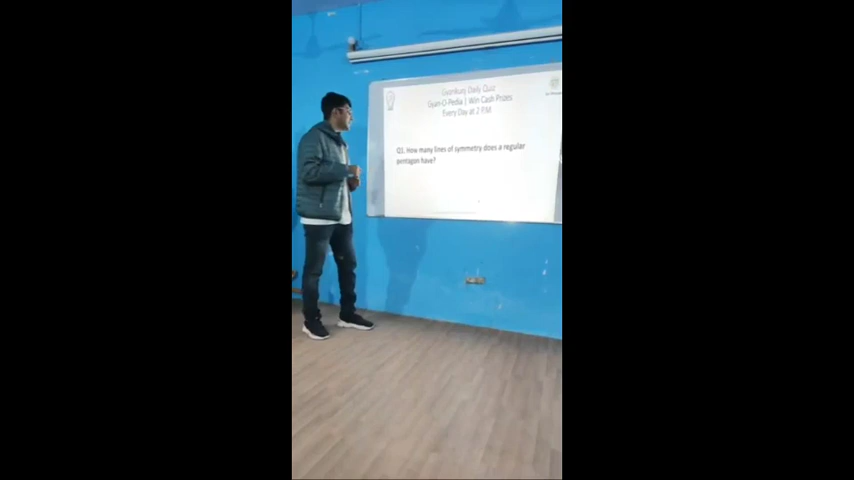 Gyankunj Daily Quiz
Gyan-O-Pedia | Win Cash Prizes
Every Day at 2 P.M
Q1. How many lines of symmetry does a regular
pentagon have?